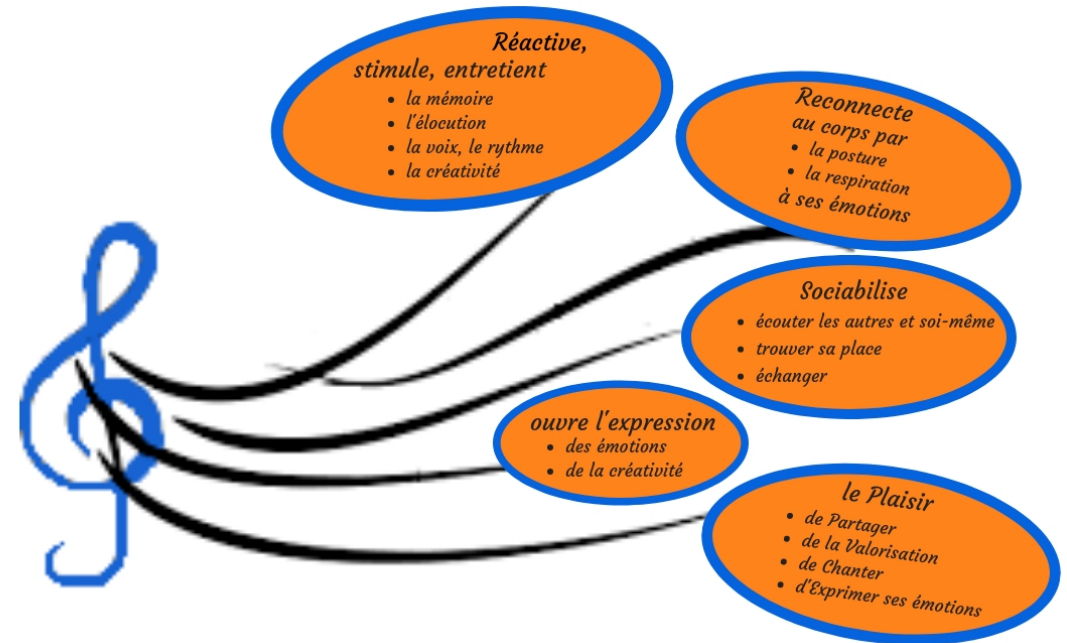 Réactive,
stimule, entretient
• la mémoire
• l'élocution
• la voix, le rythme
• la créativité
Reconnecte
au corps par
• la posture
• la respiration
à ses émotions
Sociabilise
• écouter les autres et soi-même
• trouver sa place
• échanger
ouvre l'expression
• des émotions
• de la créativité
le Plaisir
• de Partager
• de la Valorisation
• de Chanter
• d'Exprimer ses émotions